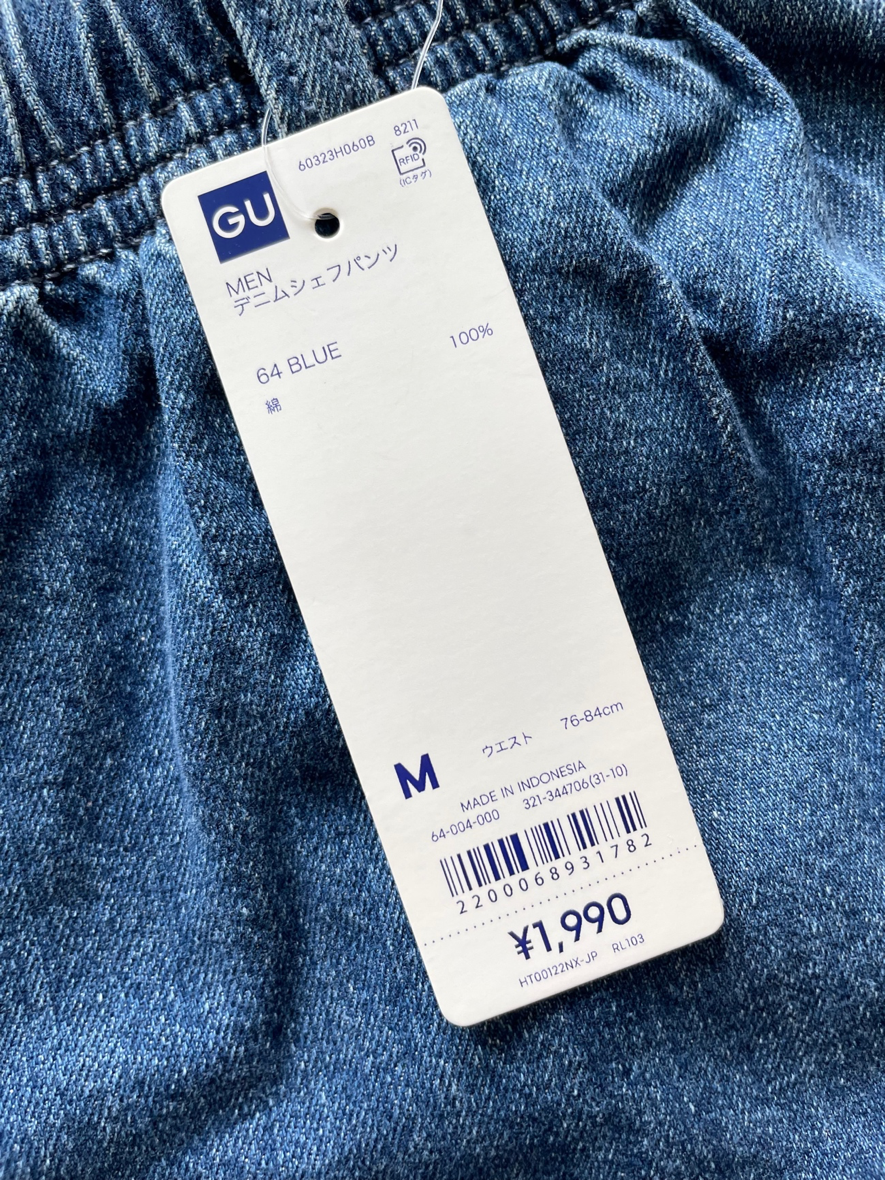 60323H060B 8211
RFID
(ICタグ)
GU
MEN
デニムシェフパンツ
64 BLUE
綿 100%
M ウエスト 76-84cm
MADE IN INDONESIA
64-004-000 321-344706(31-10)
2200068931782
¥1,990
HT00122NX-JP RL103